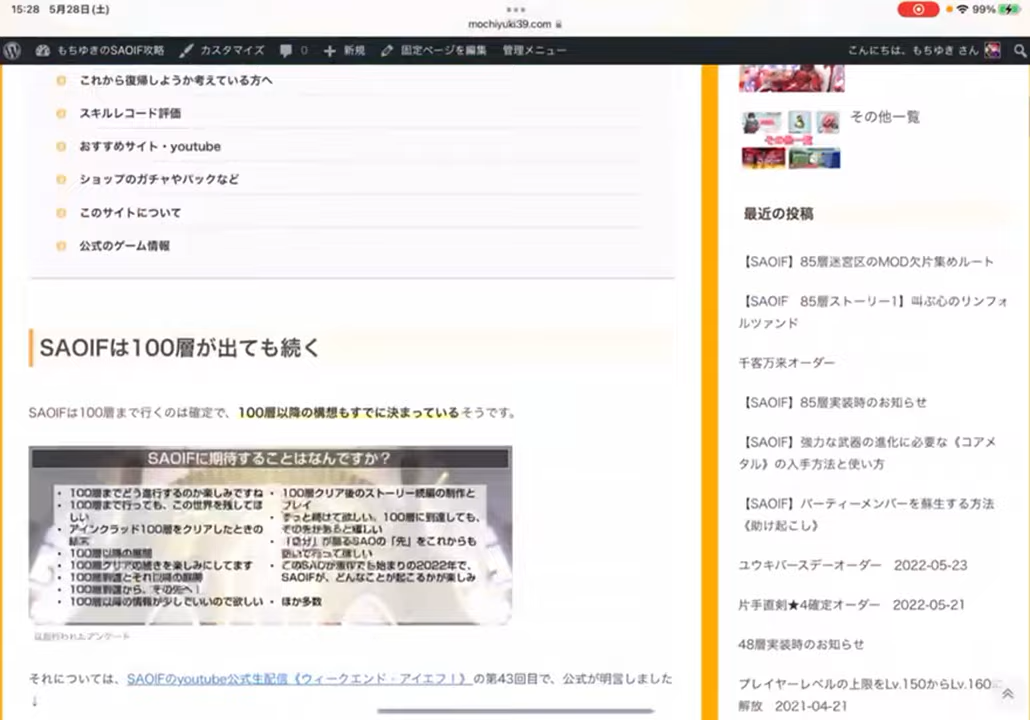 15:28 5月28日(土)
99%
mochiyuki39.com
もちゆきのSAOIF攻略 カスタマイズ 0 新規 固定ページを編集 管理メニュー こんにちは、もちゆき さん
これから復帰しようか考えている方へ
スキルレコード評価
おすすめサイト・youtube
ショップのガチャやパックなど
このサイトについて
公式のゲーム情報
SAOIFは100層が出ても続く
SAOIFは100層まで行くのは確定で、100層以降の構想もすでに決まっているそうです。
SAOIFに期待することはなんですか？
・ 100層までどう進行するのか楽しみですね
・ 100層まで行っても、この世界を残してほ
しい
・ アインクラッド100層をクリアしたときの
結末
・ 100層以降の展開
・ 100層クリアの続きを楽しみにしてます
・ 100層到達とそれ以降の展開
・ 100層到達から、その先へ！
・ 100層以降の情報が少しでいいので欲しい
・ 100層クリア後のストーリー続編の制作と
プレイ
・ ずっと続けて欲しい。100層に到達しても、
その先があると嬉しい
・ 「自分」が創るSAOの「先」をこれからも
・ このSAOが原作でも始まりの2022年で、
SAOIFが、どんなことが起こるかが楽しみ
・ ほか多数
以前行われたアンケート
それについては、SAOIFのyoutube公式生配信《ウィークエンド・アイエフ！》の第43回目で、公式が明言しました
↓
その他一覧
その他一覧
最近の投稿
【SAOIF】85層迷宮区のMOD欠片集めルート
【SAOIF 85層ストーリー1】叫ぶ心のリンフォ
ルツァンド
千客万来オーダー
【SAOIF】85層実装時のお知らせ
【SAOIF】強力な武器の進化に必要な《コアメ
タル》の入手方法と使い方
【SAOIF】パーティーメンバーを蘇生する方法
《助け起こし》
ユウキバースデーオーダー 2022-05-23
片手直剣★4確定オーダー 2022-05-21
48層実装時のお知らせ
プレイヤーレベルの上限をLv.150からLv.160に
解放 2021-04-21